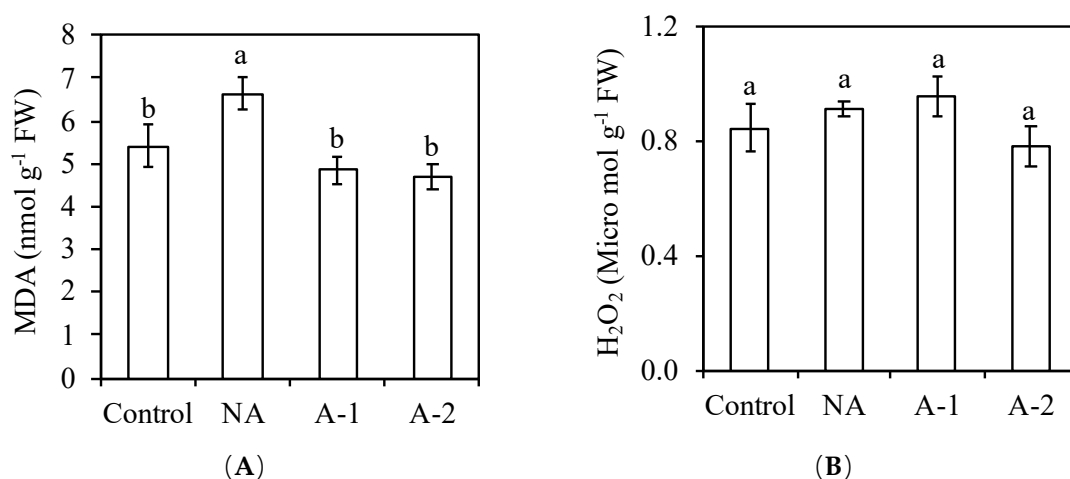 MDA (nmol g⁻¹ FW)
8
7
6
5
4
3
2
1
0
b
a
b
b
Control NA A-1 A-2
(A)
H₂O₂ (Micro mol g⁻¹ FW)
1.2
0.8
0.4
0.0
a
a
a
a
Control NA A-1 A-2
(B)